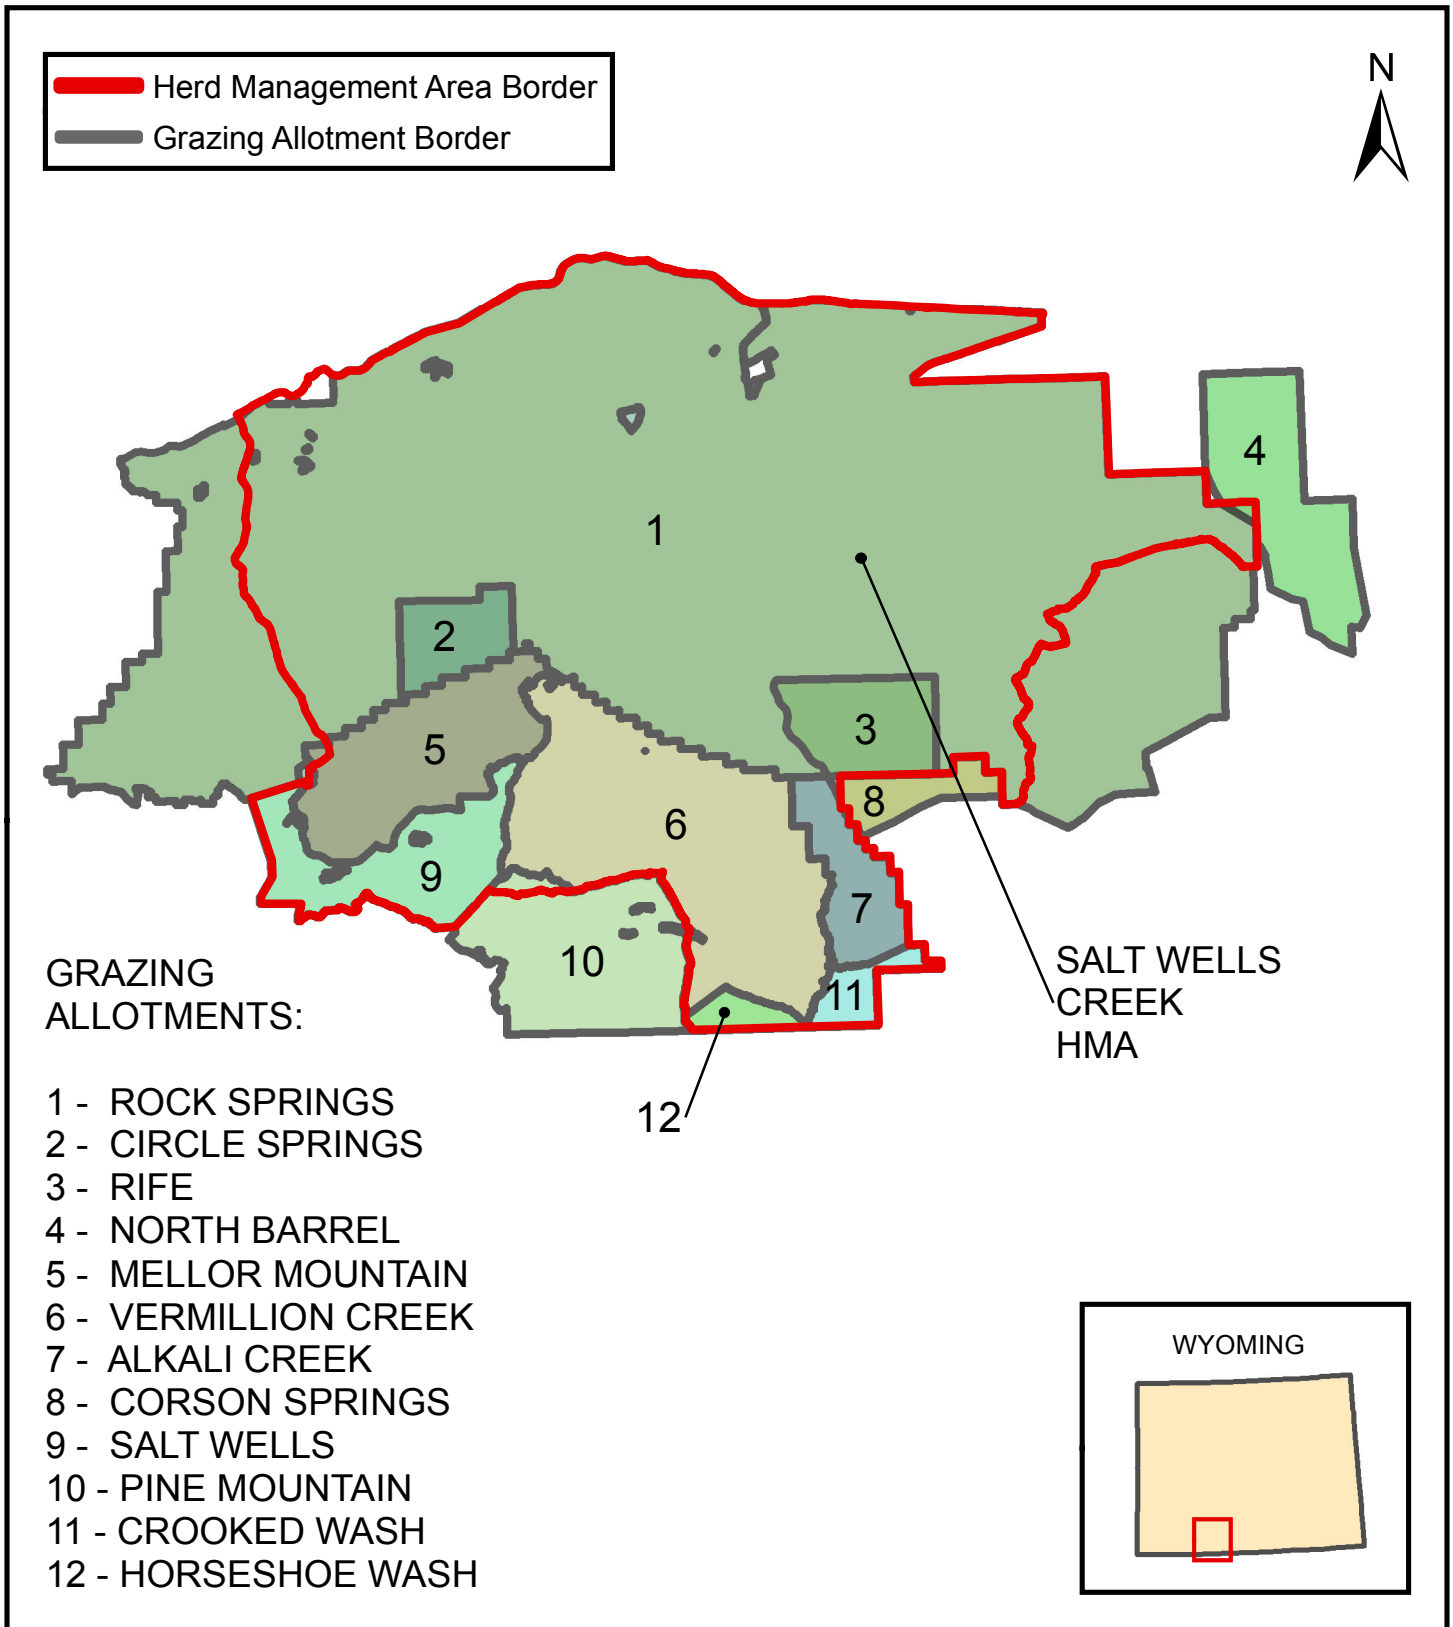 Herd Management Area Border
Grazing Allotment Border
N
4
1
2
3
5
8
6
9
7
10
11
SALT WELLS
CREEK
HMA
12
GRAZING
ALLOTMENTS:
1 - ROCK SPRINGS
2 - CIRCLE SPRINGS
3 - RIFE
4 - NORTH BARREL
5 - MELLOR MOUNTAIN
6 - VERMILLION CREEK
7 - ALKALI CREEK
8 - CORSON SPRINGS
9 - SALT WELLS
10 - PINE MOUNTAIN
11 - CROOKED WASH
12 - HORSESHOE WASH
WYOMING